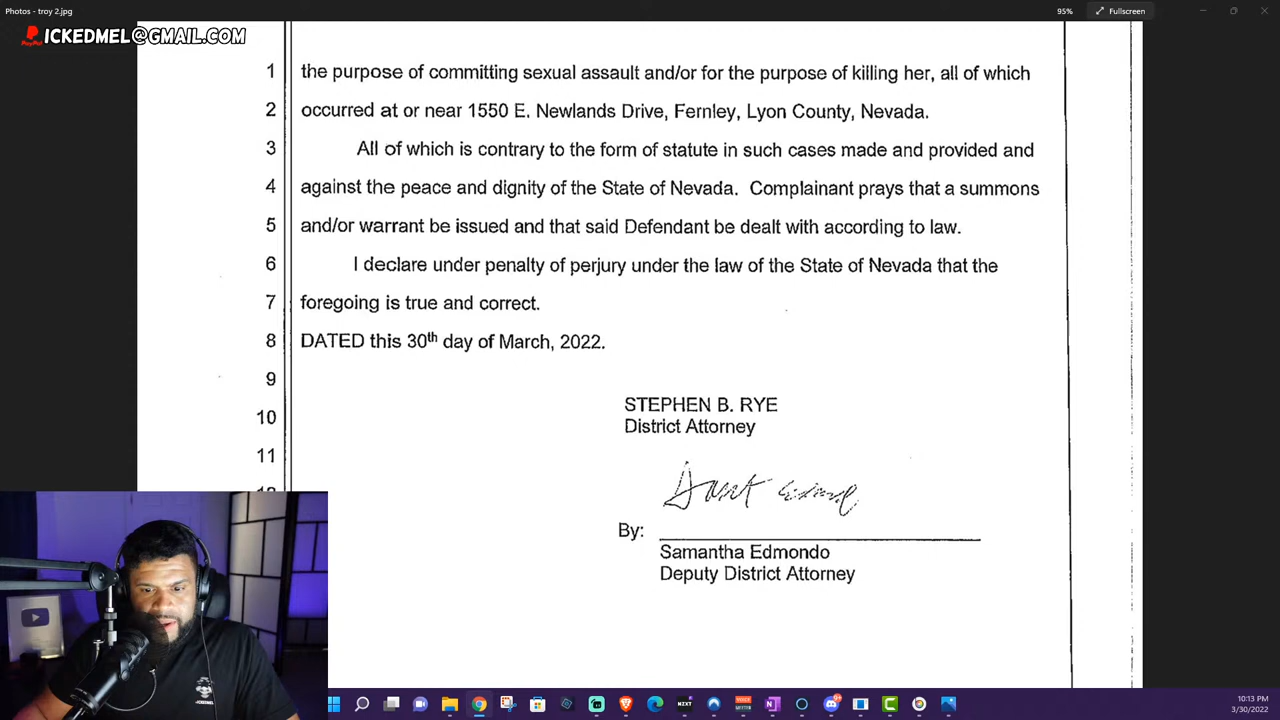 Photos - troy 2.jpg
95%
Fullscreen
ICKEDMEL@GMAIL.COM
1 the purpose of committing sexual assault and/or for the purpose of killing her, all of which
2 occurred at or near 1550 E. Newlands Drive, Fernley, Lyon County, Nevada.
3 All of which is contrary to the form of statute in such cases made and provided and
4 against the peace and dignity of the State of Nevada. Complainant prays that a summons
5 and/or warrant be issued and that said Defendant be dealt with according to law.
6 I declare under penalty of perjury under the law of the State of Nevada that the
7 foregoing is true and correct.
8 DATED this 30th day of March, 2022.
9
10
STEPHEN B. RYE
District Attorney
11
By:
Samantha Edmondo
Deputy District Attorney
ICKEDMEL
NZXT
10:13 PM
3/30/2022